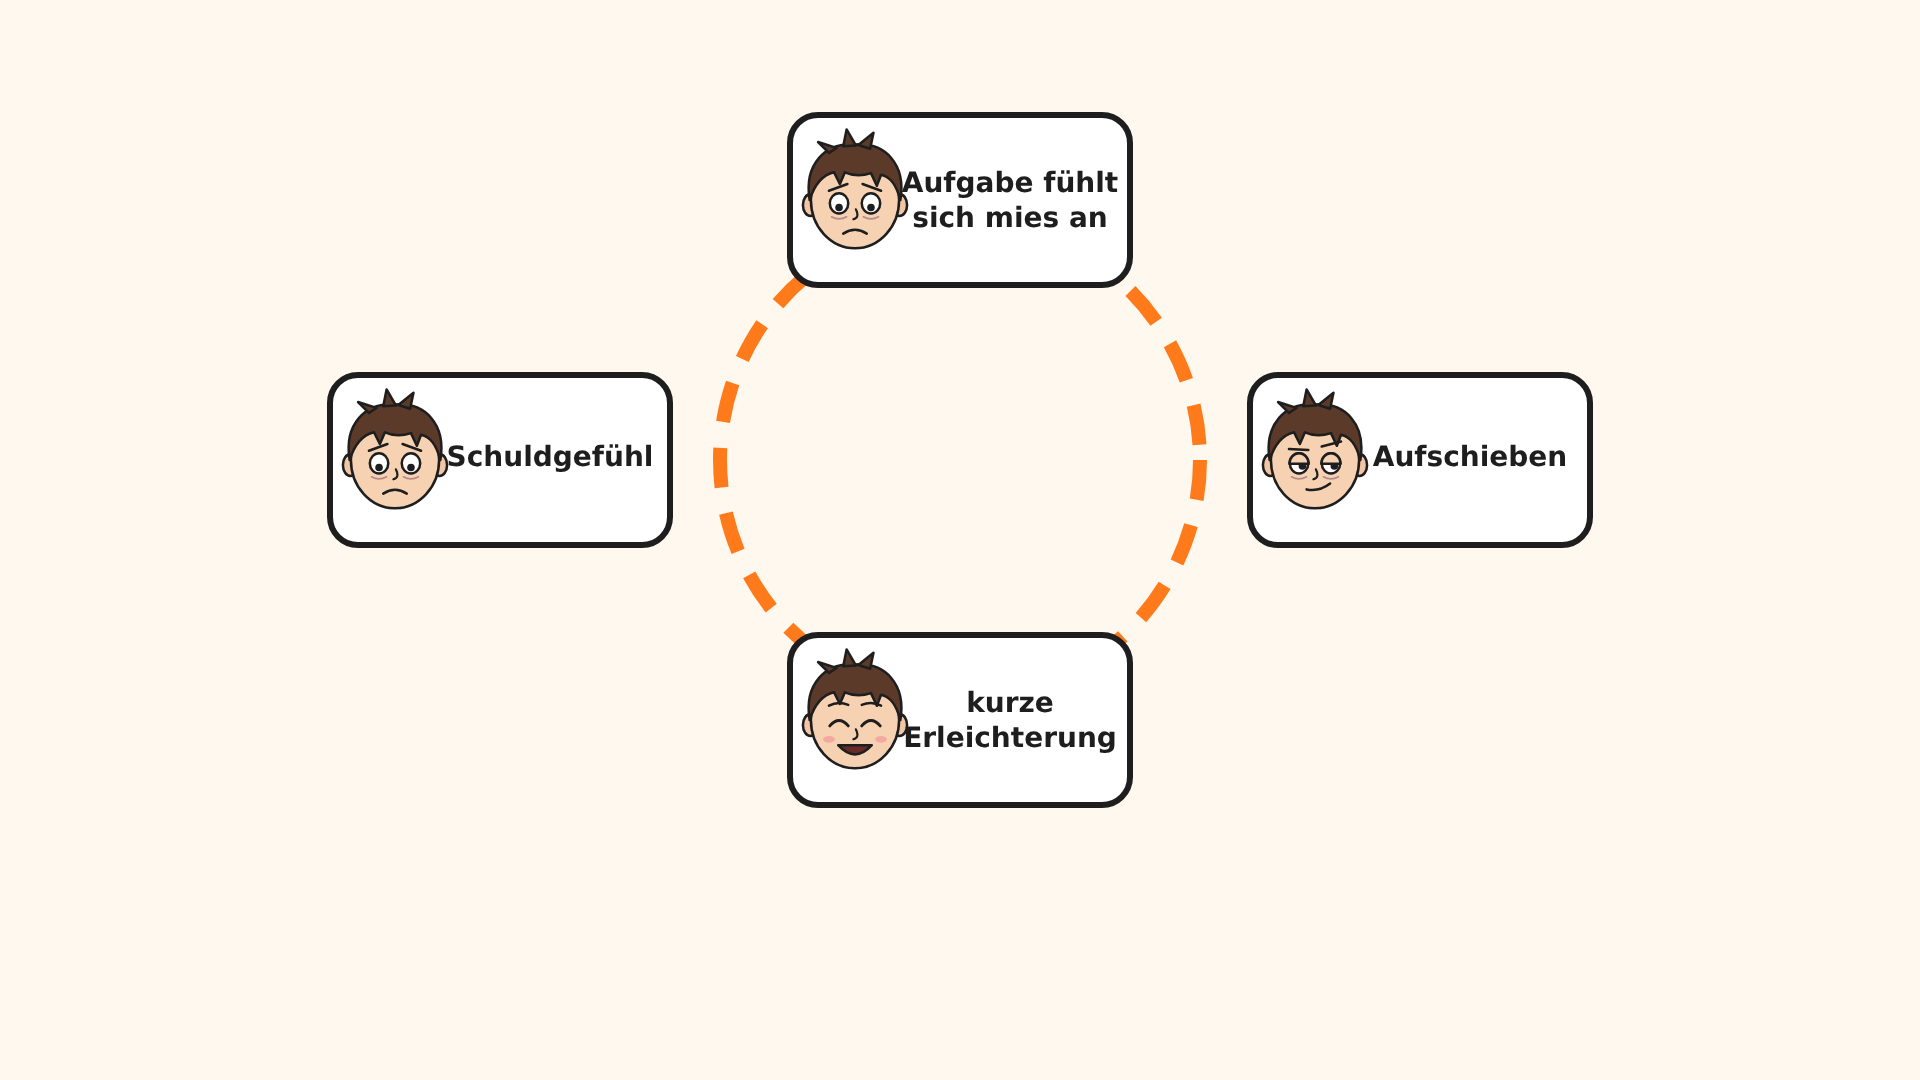 Aufgabe fühlt
sich mies an
Schuldgefühl
Aufschieben
kurze
Erleichterung